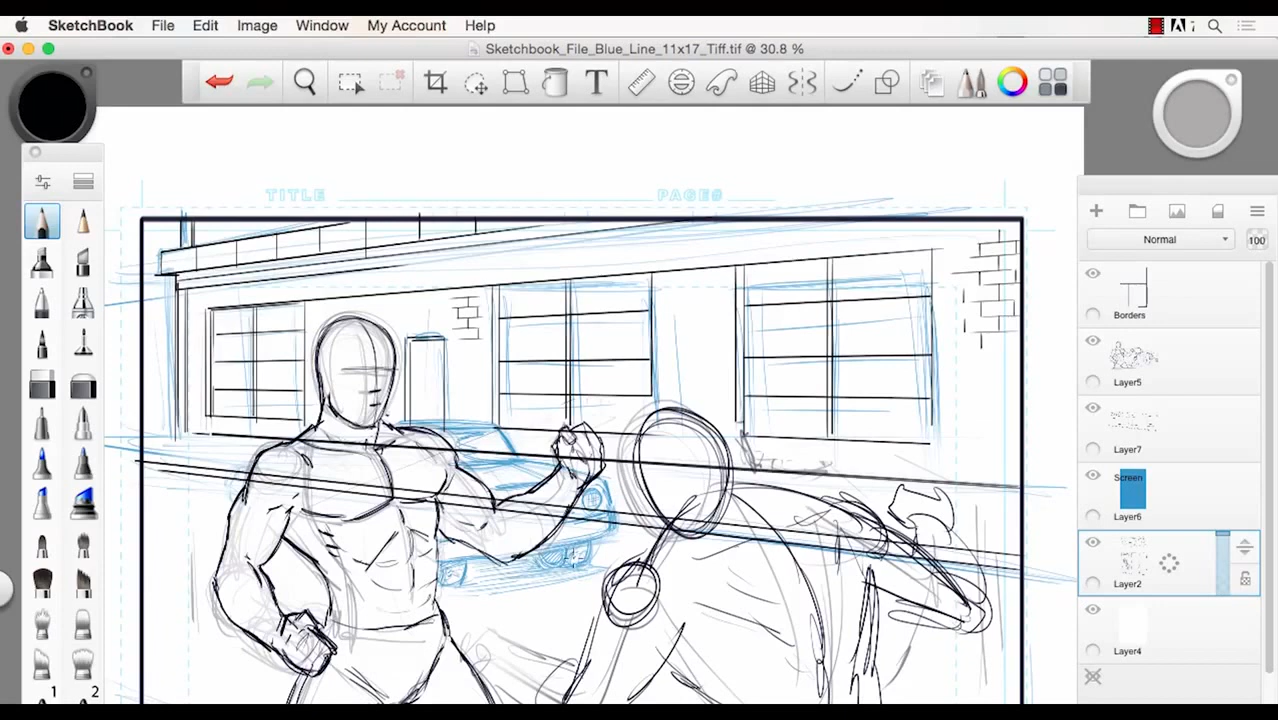 SketchBook File Edit Image Window My Account Help
Sketchbook_File_Blue_Line_11x17_Tiff.tif @ 30.8 %
T
TITLE PAGE#
Normal 100
Borders
Layer5
Layer7
Screen
Layer6
Layer2
Layer4
1 2